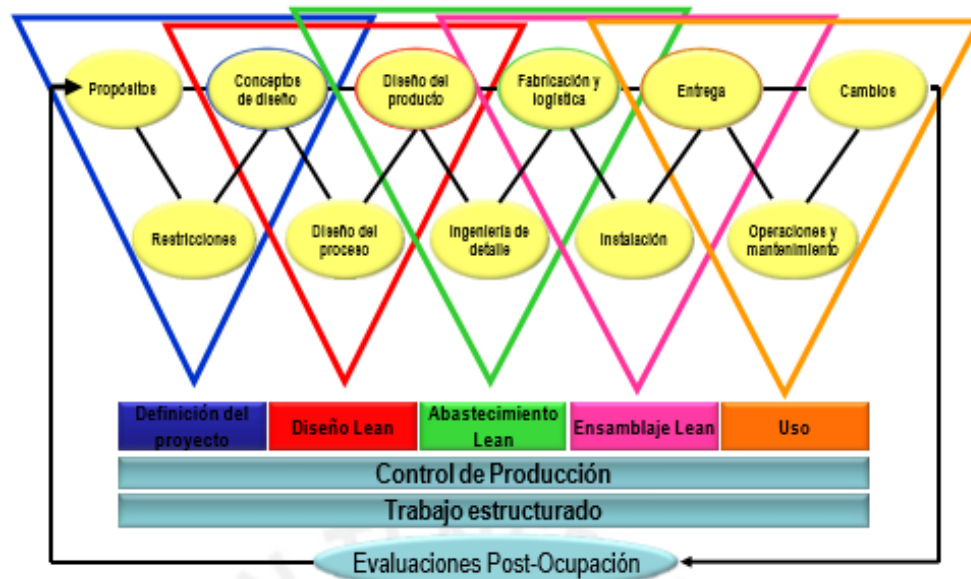 Propósitos
Conceptos
de diseño
Diseño del
producto
Fabricación y
logística
Entrega
Cambios
Restricciones
Diseño del
proceso
Ingeniería de
detalle
Instalación
Operaciones y
mantenimiento
Definición del
proyecto
Diseño Lean
Abastecimiento
Lean
Ensamblaje Lean
Uso
Control de Producción
Trabajo estructurado
Evaluaciones Post-Ocupación